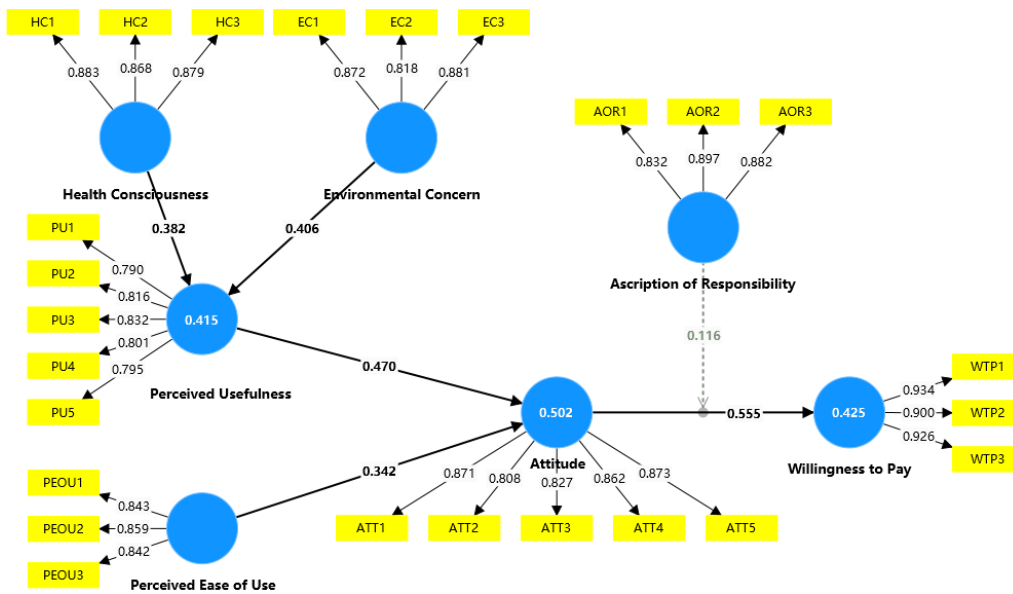 HC1 HC2 HC3 EC1 EC2 EC3
0.883 0.868 0.879 0.872 0.818 0.881
AOR1 AOR2 AOR3
0.832 0.897 0.882
Health Consciousness Environmental Concern
0.382 0.406
Ascription of Responsibility
0.116
PU1
PU2
PU3
PU4
PU5
0.790
0.816
0.832
0.801
0.795
0.415
Perceived Usefulness
0.470
0.342
0.502
Attitude
0.555
0.425
Willingness to Pay
0.934
0.900
0.926
WTP1
WTP2
WTP3
0.871 0.808 0.827 0.862 0.873
ATT1 ATT2 ATT3 ATT4 ATT5
PEOU1
PEOU2
PEOU3
0.843
0.859
0.842
Perceived Ease of Use